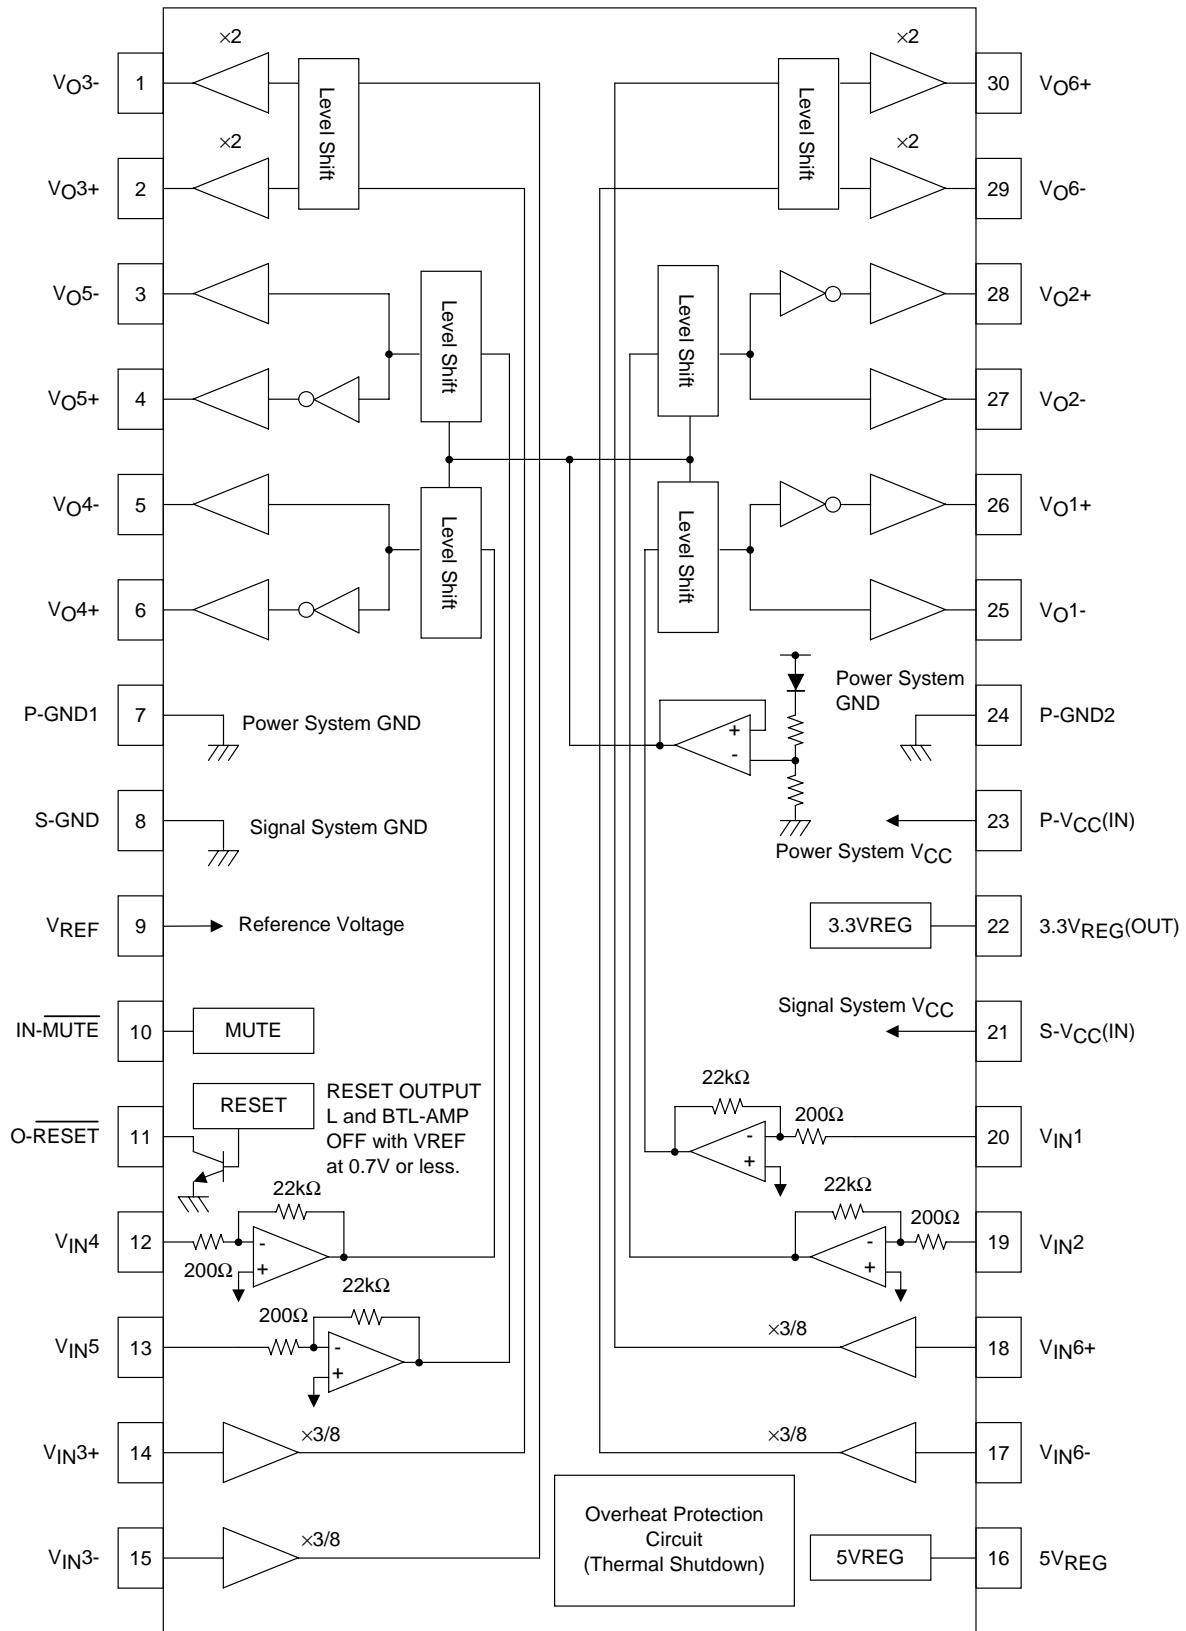 ×2
×2
VO3-
1
Level Shift
Level Shift
30
VO6+
×2
×2
VO3+
2
29
VO6-
VO5-
3
Level Shift
Level Shift
28
VO2+
VO5+
4
27
VO2-
VO4-
5
Level Shift
Level Shift
26
VO1+
VO4+
6
25
VO1-
P-GND1
7
Power System GND
+
-
Power System
GND
24
P-GND2
S-GND
8
Signal System GND
23
P-VCC(IN)
Power System VCC
VREF
9
Reference Voltage
3.3VREG
22
3.3VREG(OUT)
IN-MUTE
10
MUTE
Signal System VCC
21
S-VCC(IN)
O-RESET
11
RESET
RESET OUTPUT
L and BTL-AMP
OFF with VREF
at 0.7V or less.
22kΩ
200Ω
-
+
20
VIN1
VIN4
12
200Ω
22kΩ
-
+
22kΩ
200Ω
-
+
19
VIN2
VIN5
13
200Ω
22kΩ
-
+
×3/8
18
VIN6+
VIN3+
14
×3/8
×3/8
17
VIN6-
VIN3-
15
×3/8
Overheat Protection
Circuit
(Thermal Shutdown)
5VREG
16
5VREG